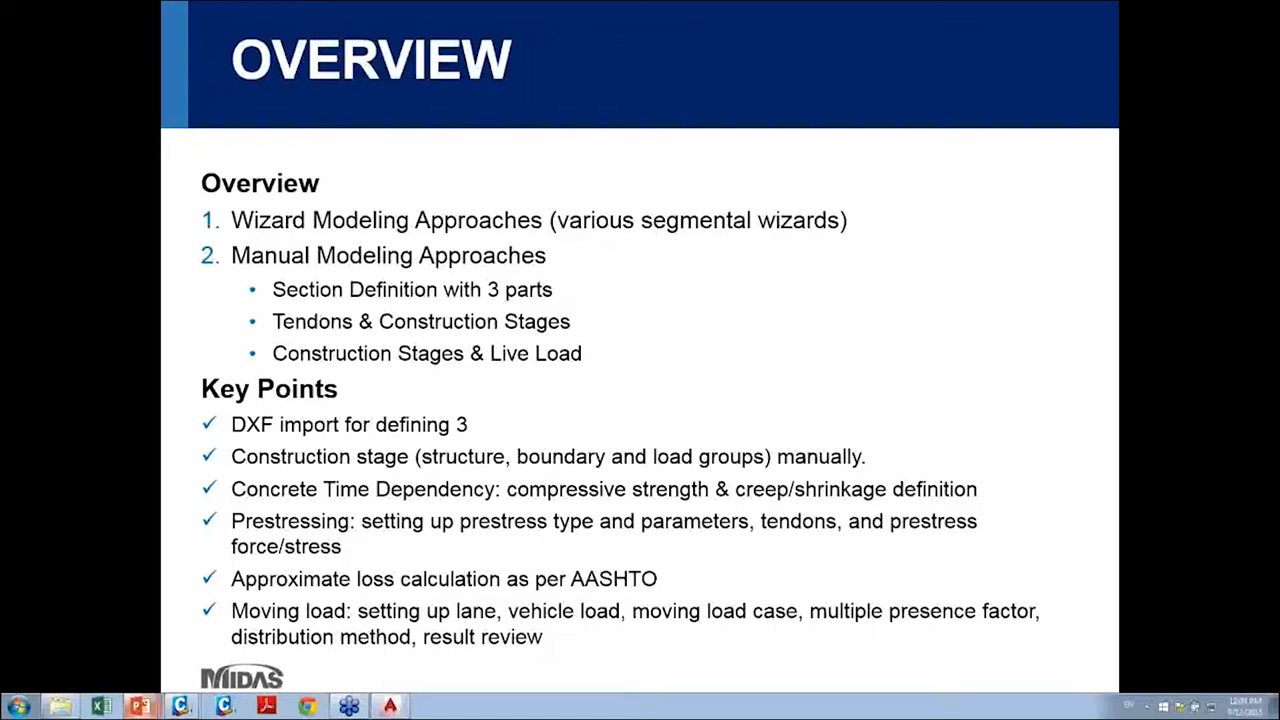 OVERVIEW
Overview
1. Wizard Modeling Approaches (various segmental wizards)
2. Manual Modeling Approaches
• Section Definition with 3 parts
• Tendons & Construction Stages
• Construction Stages & Live Load
Key Points
✓ DXF import for defining 3
✓ Construction stage (structure, boundary and load groups) manually.
✓ Concrete Time Dependency: compressive strength & creep/shrinkage definition
✓ Prestressing: setting up prestress type and parameters, tendons, and prestress
force/stress
✓ Approximate loss calculation as per AASHTO
✓ Moving load: setting up lane, vehicle load, moving load case, multiple presence factor,
distribution method, result review
MIDAS
EN